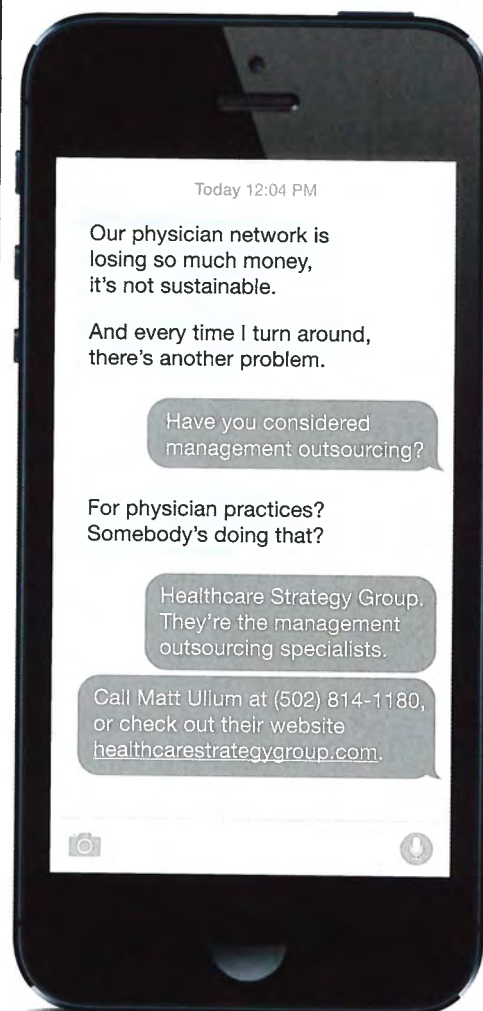 Today 12:04 PM
Our physician network is
losing so much money,
it's not sustainable.
And every time I turn around,
there's another problem.
Have you considered
management outsourcing?
For physician practices?
Somebody's doing that?
Healthcare Strategy Group.
They're the management
outsourcing specialists.
Call Matt Ullum at (502) 814-1180,
or check out their website
healthcarestrategygroup.com.